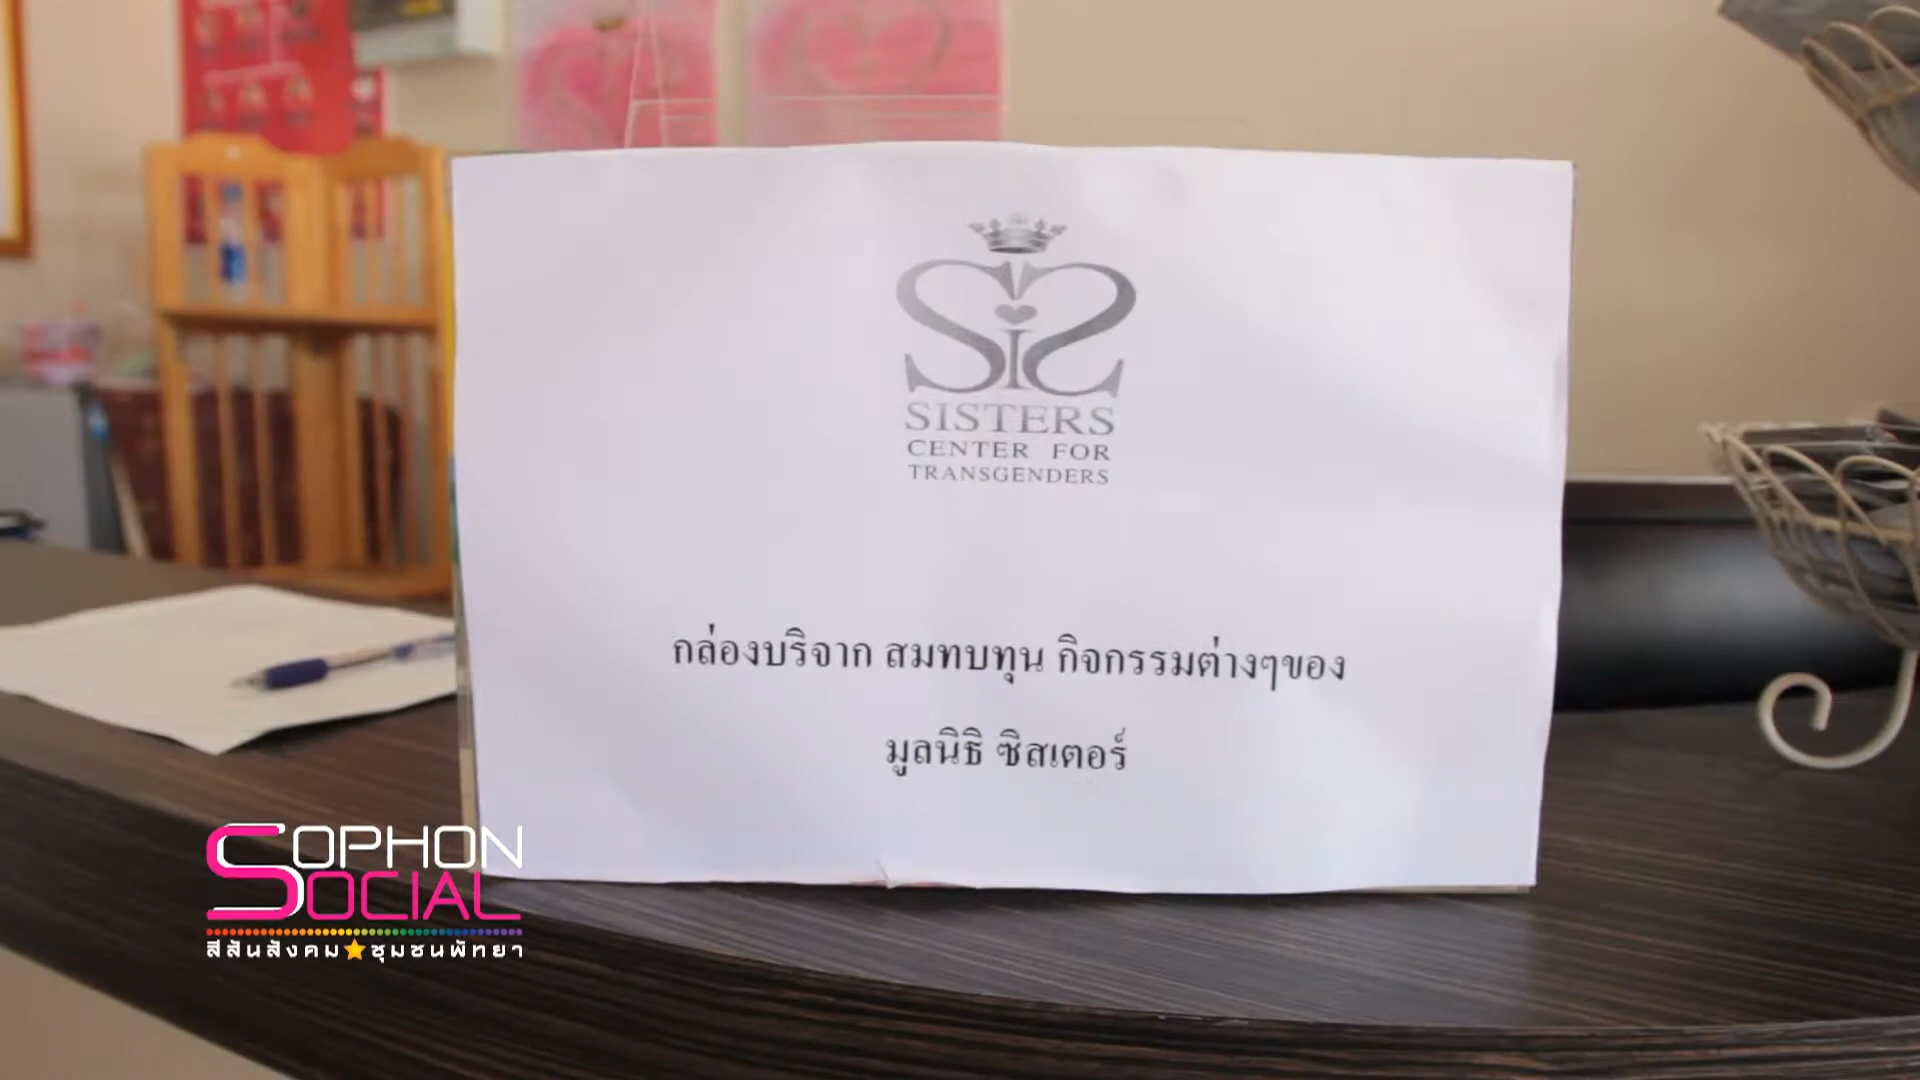 SIS
SISTERS
CENTER FOR
TRANSGENDERS
กล่องบริจาก สมทบทุน กิจกรรมต่างๆของ
มูลนิธิ ซิสเตอร์
SOPHON
SOCIAL
สีสันสังคม★ชุมชนพัทยา